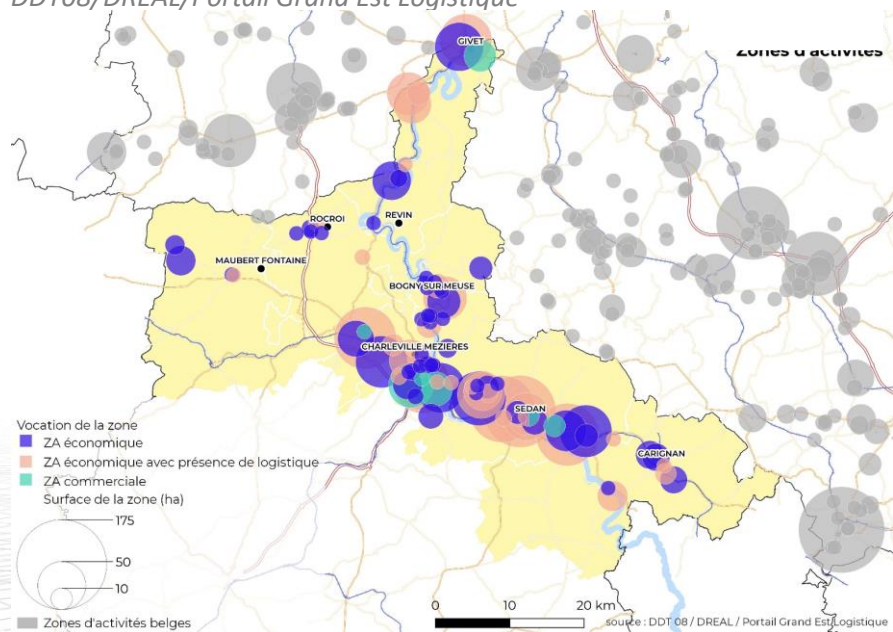 DDT08/DREAL/Portail Grand Est Logistique
Zones d'activités
GIVET
ROCROI
REVIN
MAUBERT FONTAINE
BOGNY SUR MEUSE
CHARLEVILLE MEZIERES
SEDAN
CARIGNAN
Vocation de la zone
ZA économique
ZA économique avec présence de logistique
ZA commerciale
Surface de la zone (ha)
175
50
10
Zones d'activités belges
0 10 20 km
source : DDT 08 / DREAL / Portail Grand Est Logistique